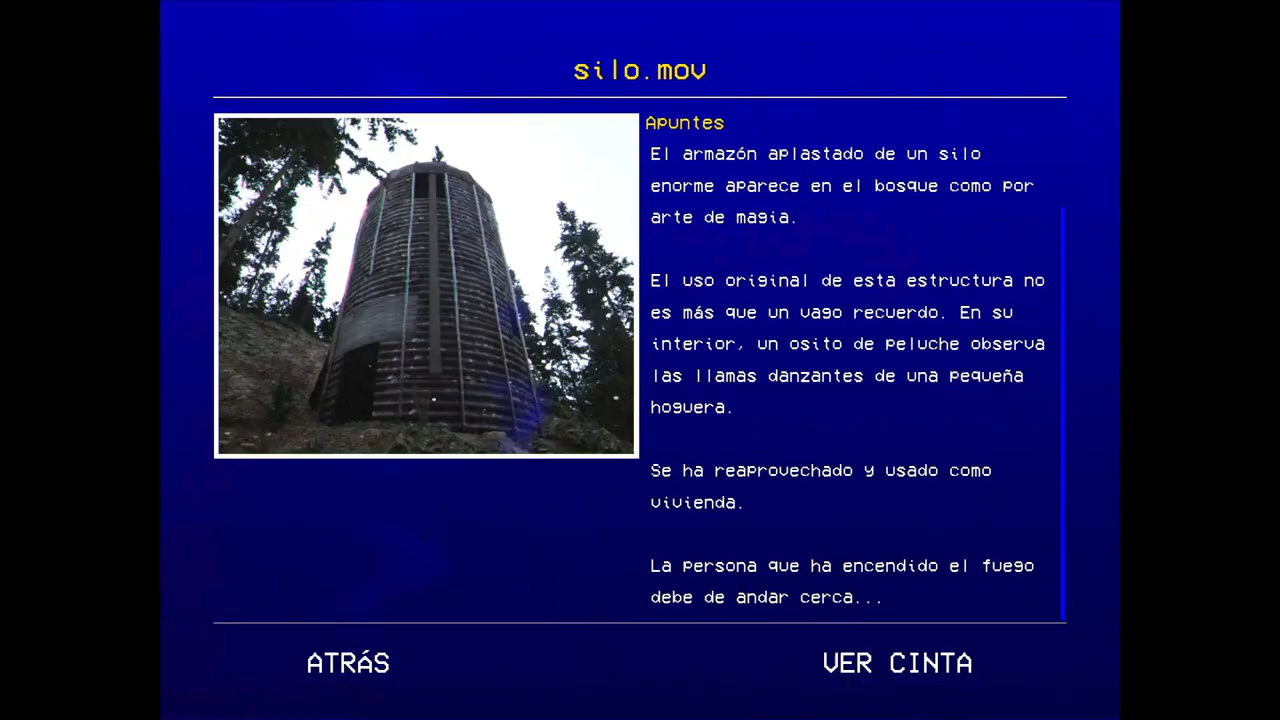 silo.mov
Apuntes
El armazón aplastado de un silo
enorme aparece en el bosque como por
arte de magia.
El uso original de esta estructura no
es más que un vago recuerdo. En su
interior, un osito de peluche observa
las llamas danzantes de una pequeña
hoguera.
Se ha reaprovechado y usado como
vivienda.
La persona que ha encendido el fuego
debe de andar cerca...
ATRÁS
VER CINTA